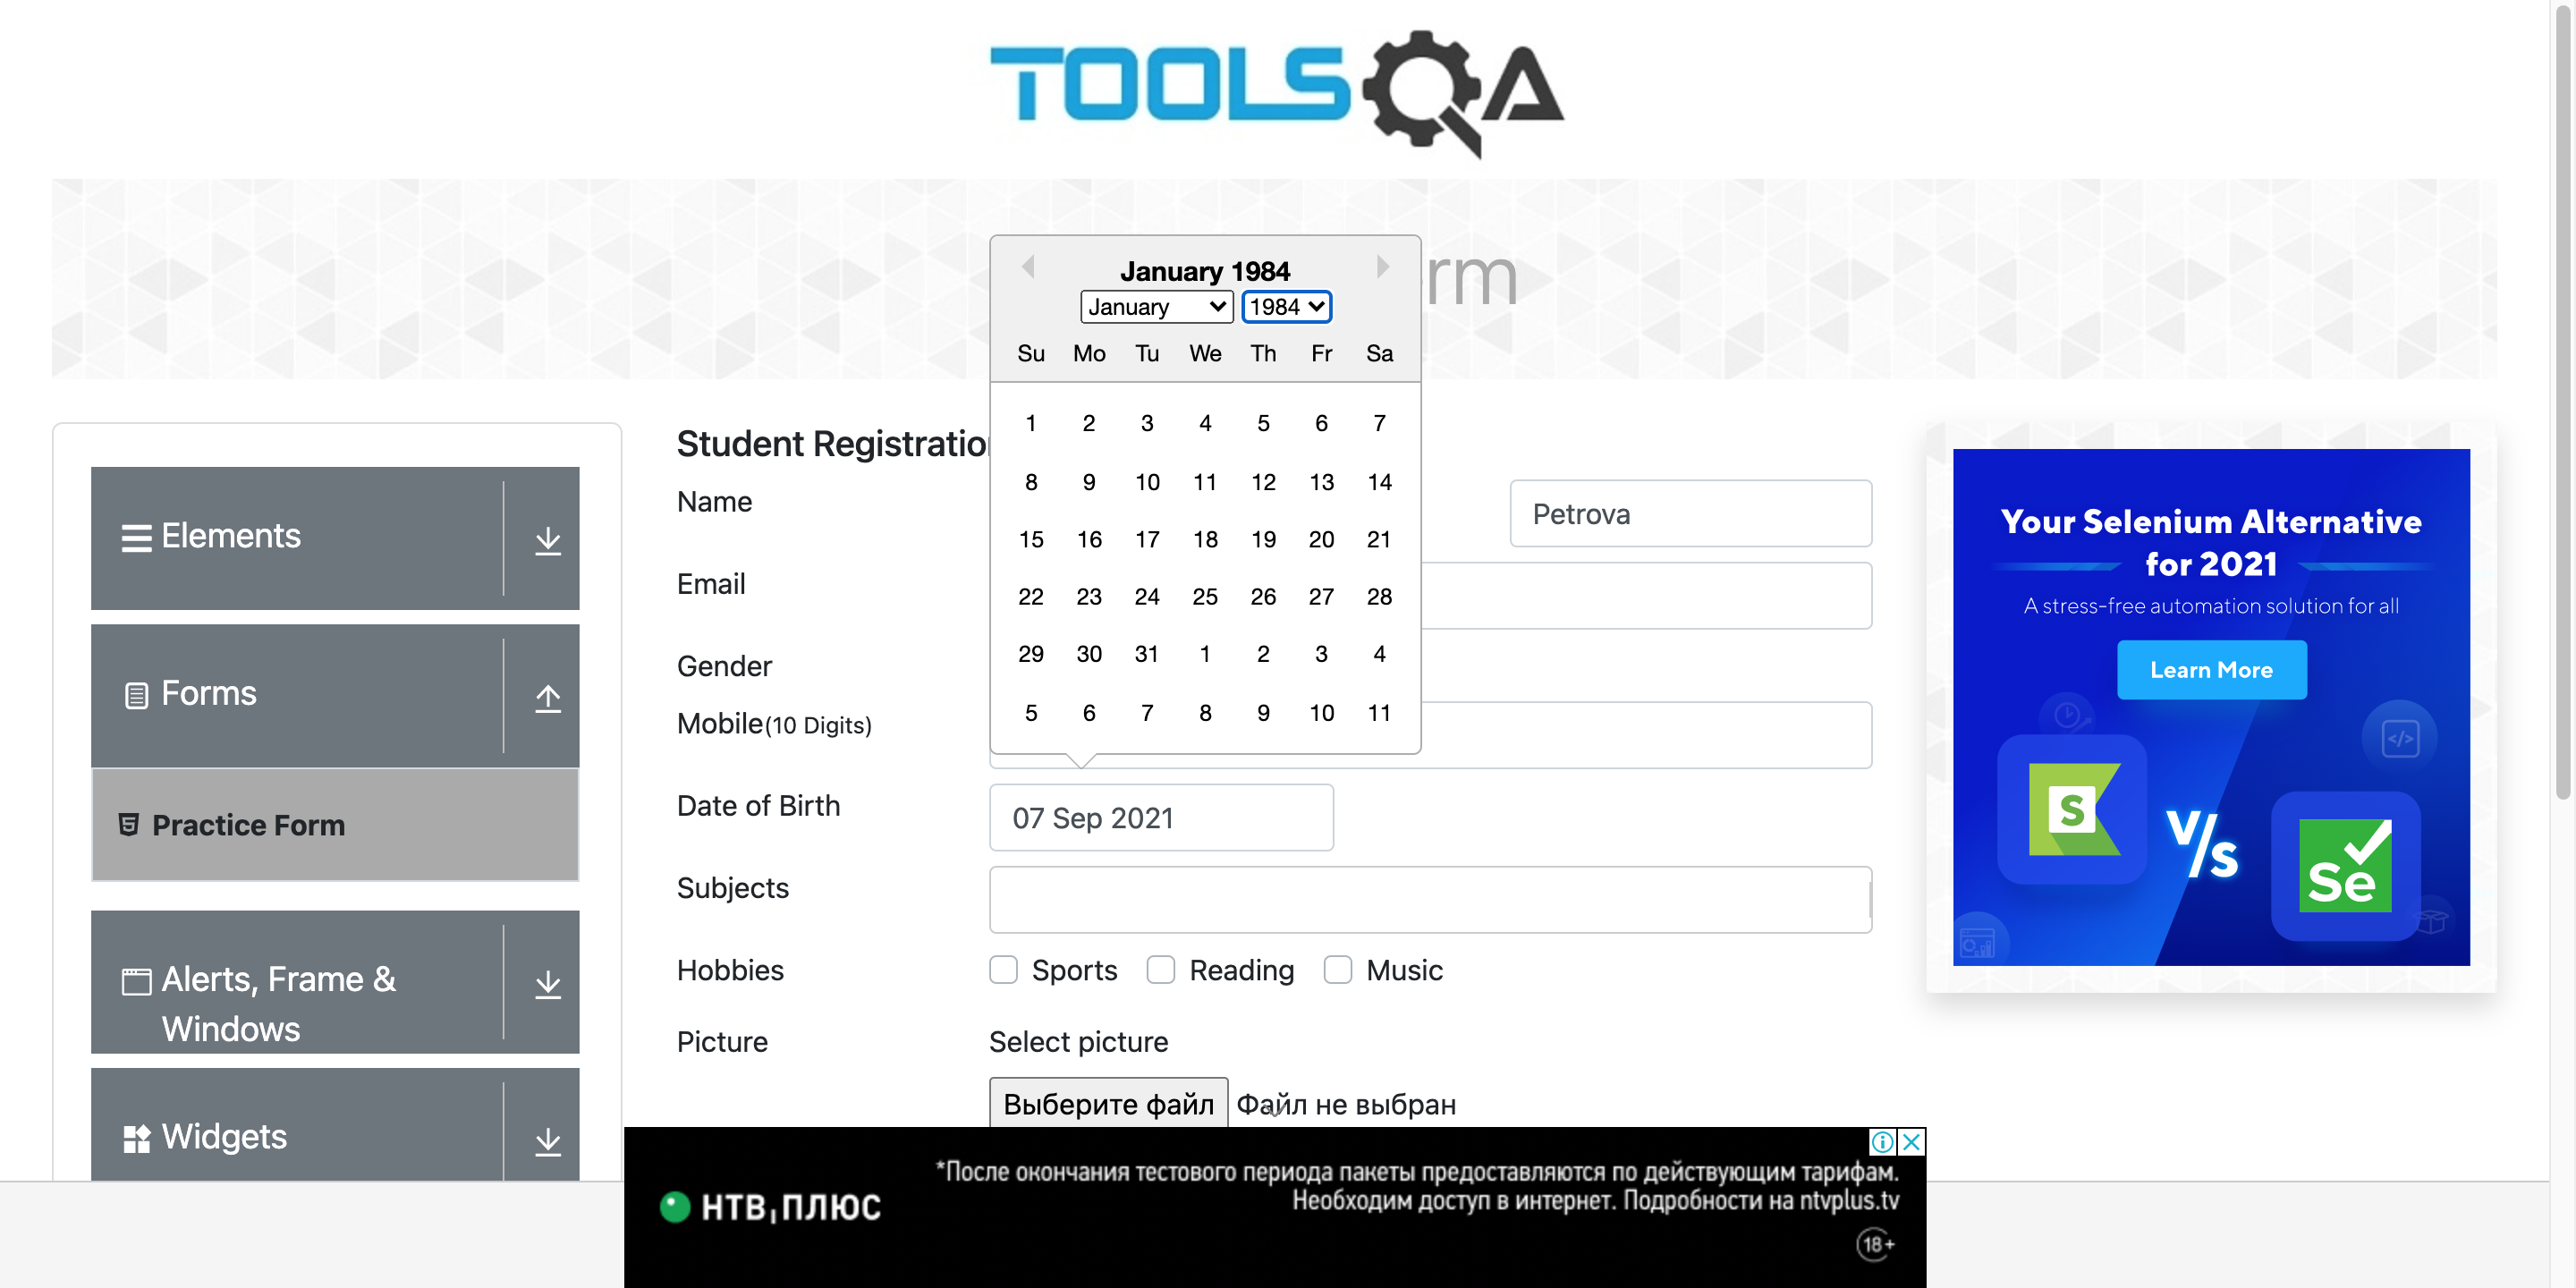 TOOLSQA
rm
January 1984
January 1984
Su Mo Tu We Th Fr Sa
1 2 3 4 5 6 7
8 9 10 11 12 13 14
15 16 17 18 19 20 21
22 23 24 25 26 27 28
29 30 31 1 2 3 4
5 6 7 8 9 10 11
Elements
Forms
Practice Form
Alerts, Frame &
Windows
Widgets
Student Registration
Name
Petrova
Email
Gender
Mobile(10 Digits)
Date of Birth
07 Sep 2021
Subjects
Hobbies
Sports Reading Music
Picture
Select picture
Выберите файл Файл не выбран
Your Selenium Alternative
for 2021
A stress-free automation solution for all
Learn More
</>
S
V/s
Se
*После окончания тестового периода пакеты предоставляются по действующим тарифам.
Необходим доступ в интернет. Подробности на ntvplus.tv
НТВ ПЛЮС
18+